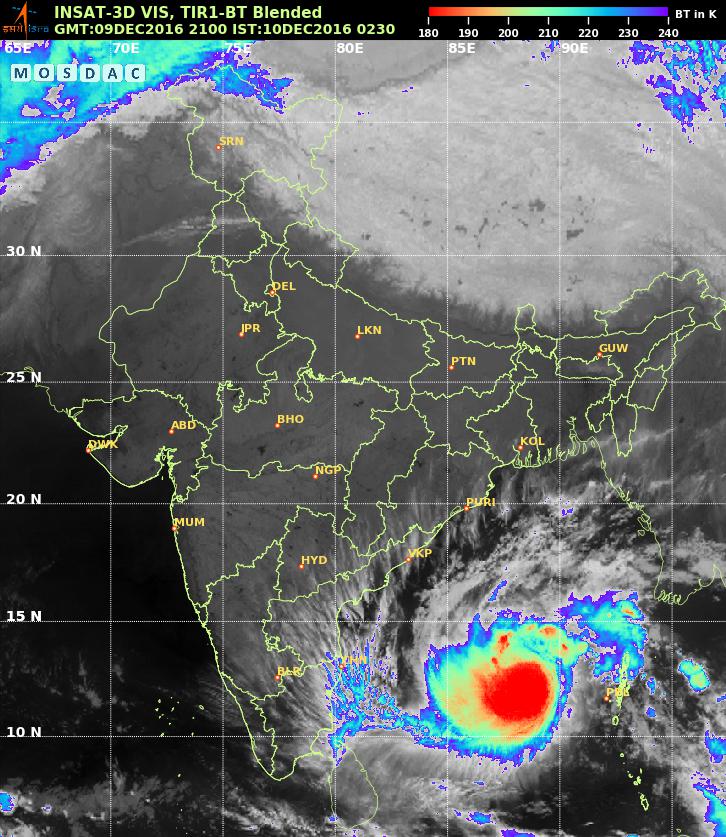 INSAT-3D VIS, TIR1-BT Blended
GMT:09DEC2016 2100 IST:10DEC2016 0230
BT in K
180 190 200 210 220 230 240
65E 70E 75E 80E 85E 90E
MOSDAC
SRN
30 N
DEL
JPR LKN
GUW
PTN
25 N
ABD BHO
DWK KOL
NGP
20 N PURI
MUM
HYD VKP
15 N
BLR
10 N